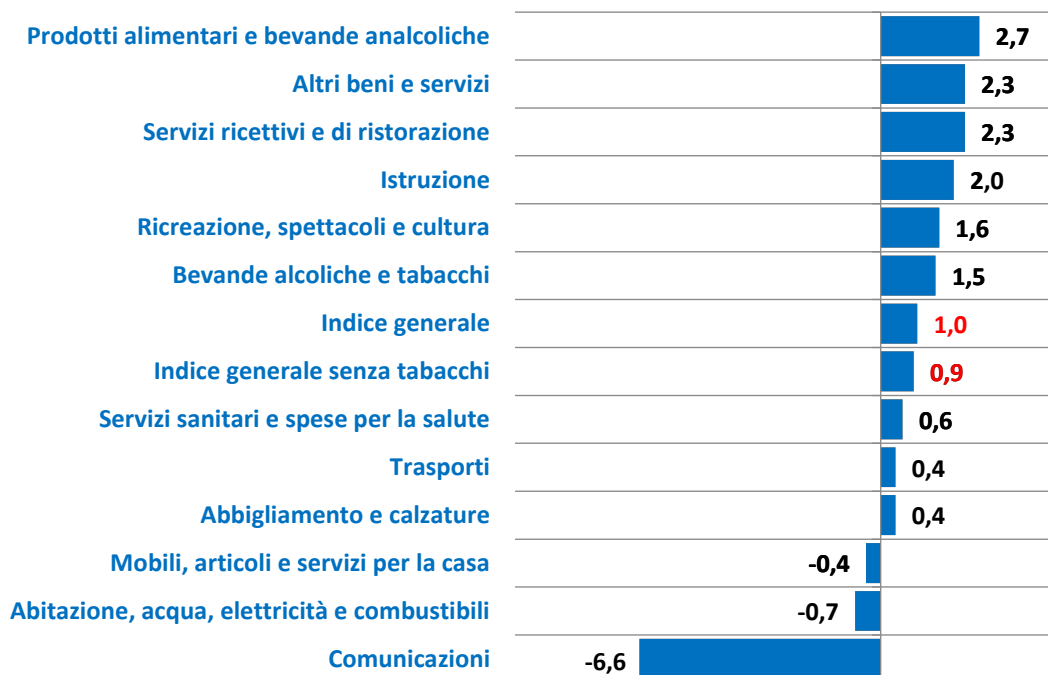 Prodotti alimentari e bevande analcoliche 2,7
Altri beni e servizi 2,3
Servizi ricettivi e di ristorazione 2,3
Istruzione 2,0
Ricreazione, spettacoli e cultura 1,6
Bevande alcoliche e tabacchi 1,5
Indice generale 1,0
Indice generale senza tabacchi 0,9
Servizi sanitari e spese per la salute 0,6
Trasporti 0,4
Abbigliamento e calzature 0,4
Mobili, articoli e servizi per la casa -0,4
Abitazione, acqua, elettricità e combustibili -0,7
Comunicazioni -6,6